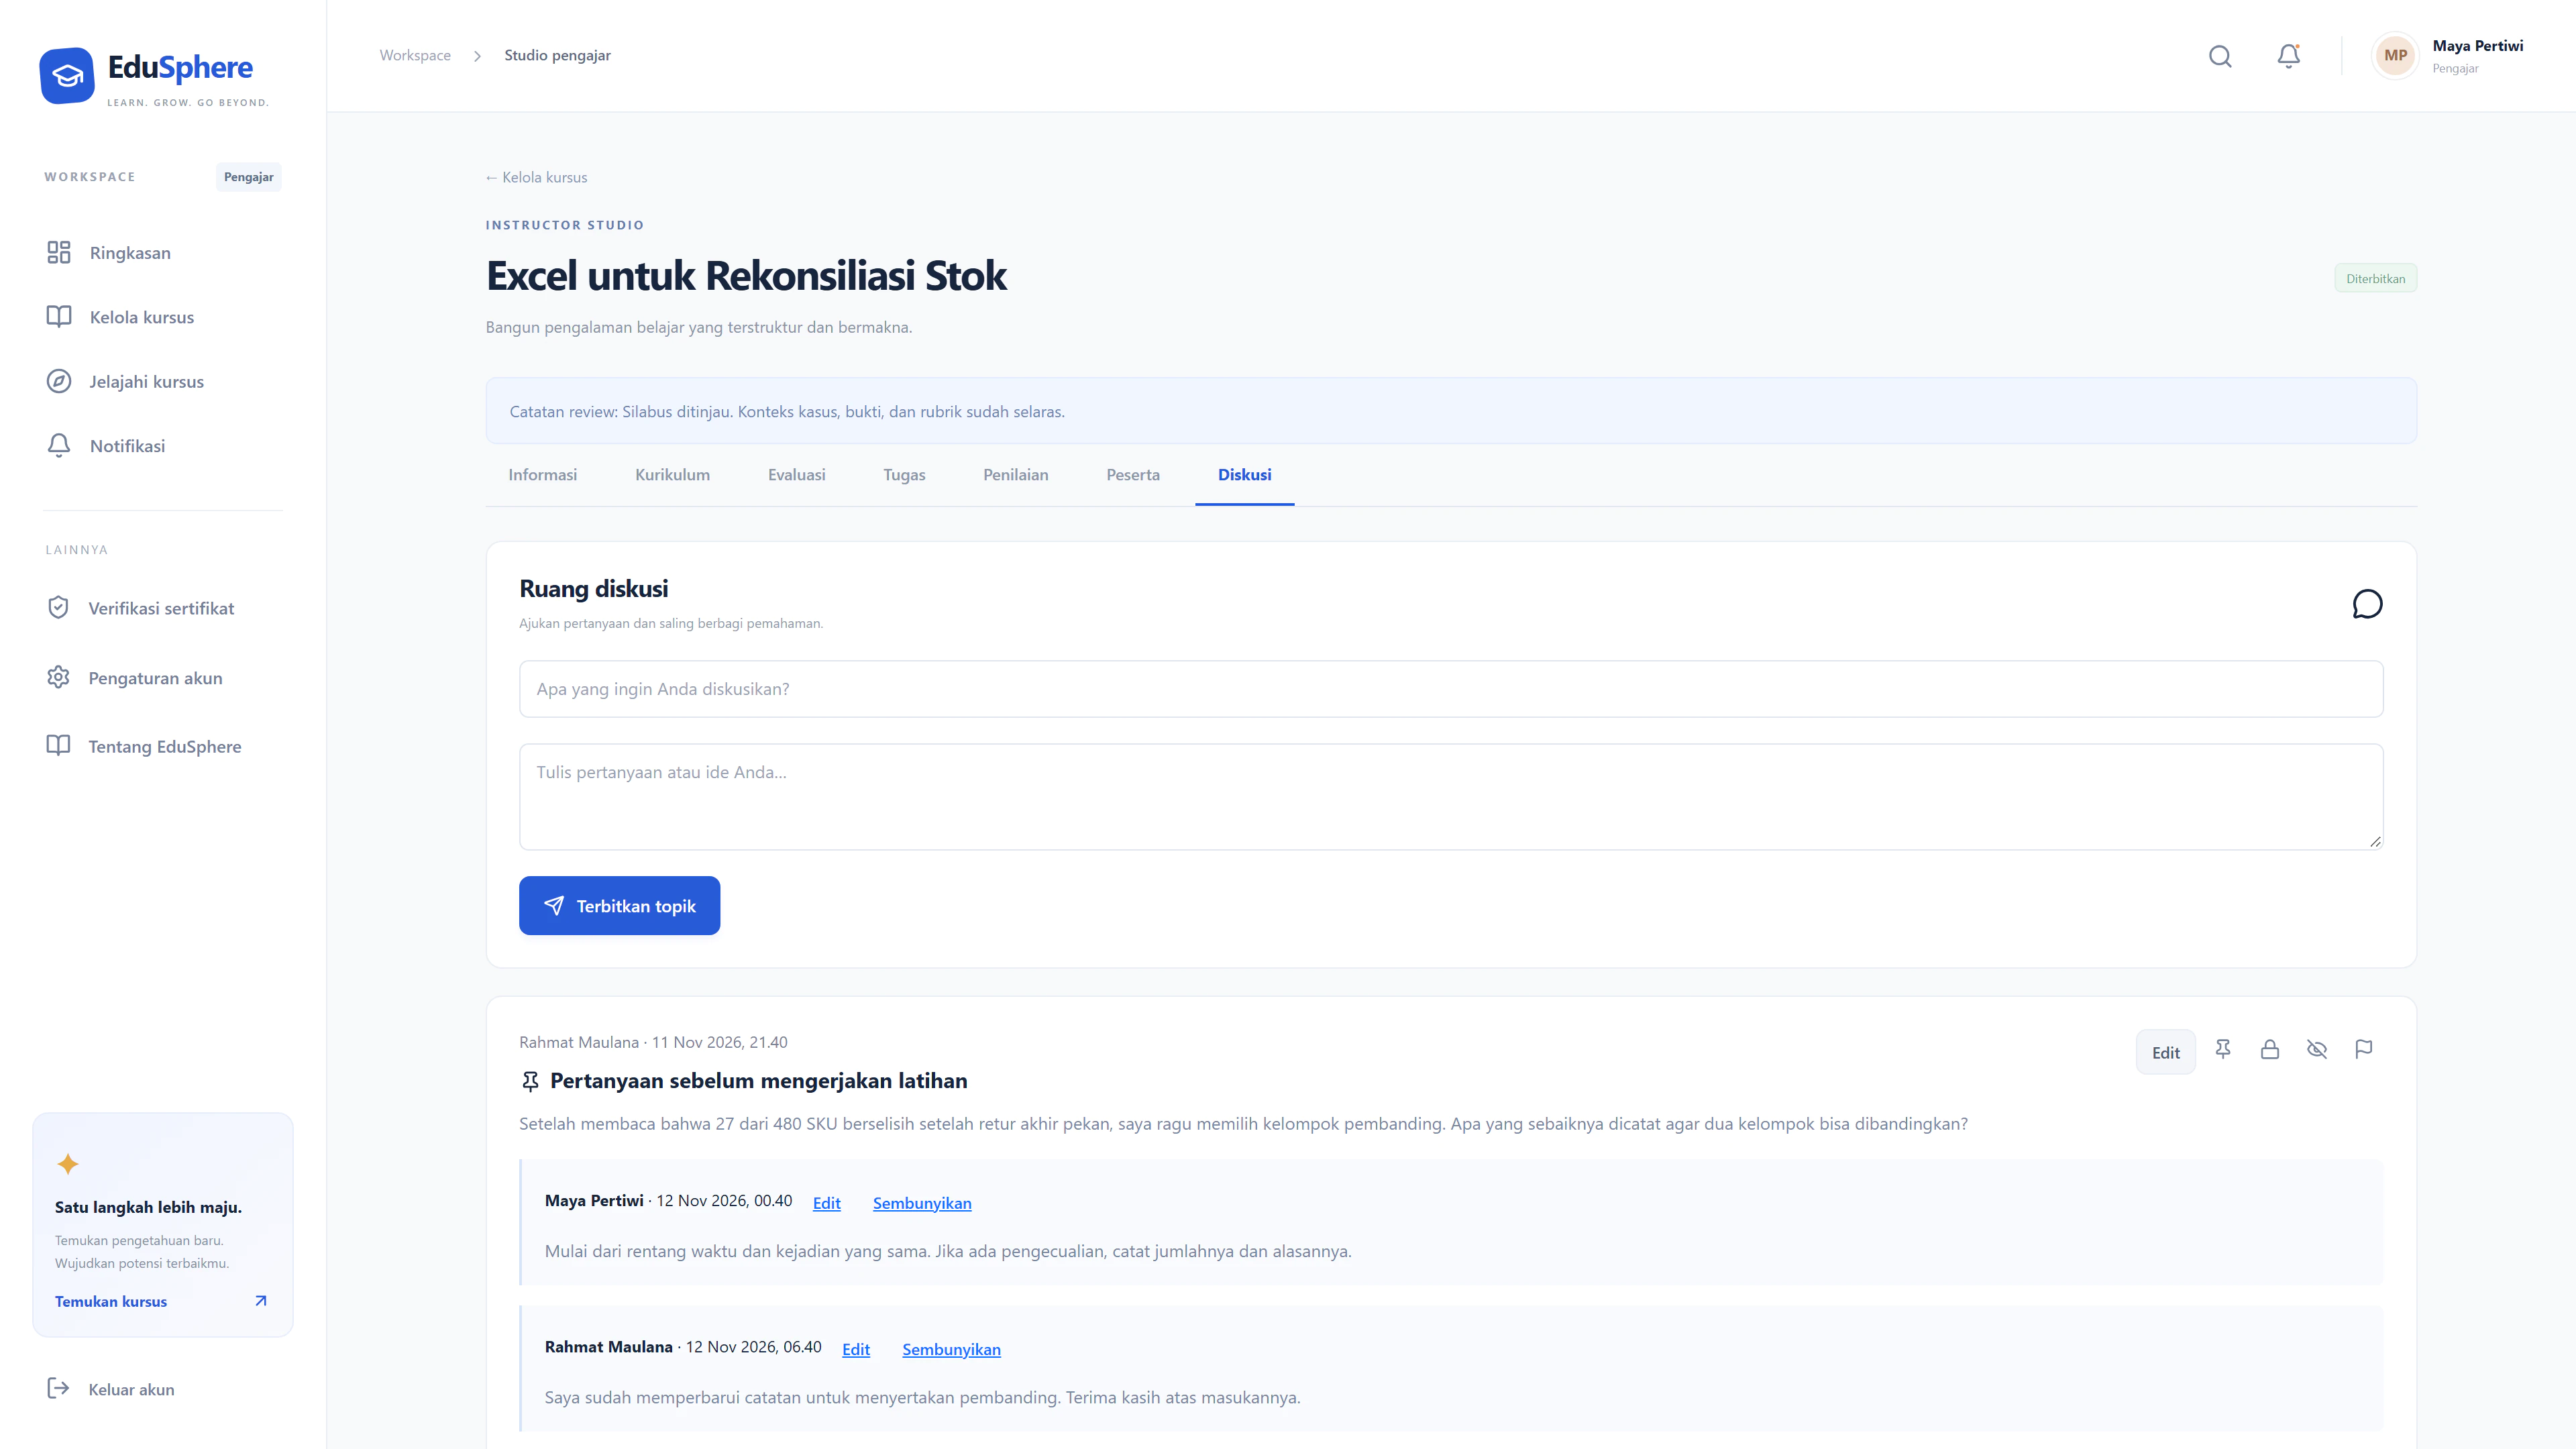 EduSphere
LEARN. GROW. GO BEYOND.
WORKSPACE
Pengajar
Ringkasan
Kelola kursus
Jelajahi kursus
Notifikasi
LAINNYA
Verifikasi sertifikat
Pengaturan akun
Tentang EduSphere
Satu langkah lebih maju.
Temukan pengetahuan baru.
Wujudkan potensi terbaikmu.
Temukan kursus
Keluar akun
Workspace
Studio pengajar
MP
Maya Pertiwi
Pengajar
← Kelola kursus
INSTRUCTOR STUDIO
Excel untuk Rekonsiliasi Stok
Diterbitkan
Bangun pengalaman belajar yang terstruktur dan bermakna.
Catatan review: Silabus ditinjau. Konteks kasus, bukti, dan rubrik sudah selaras.
Informasi Kurikulum Evaluasi Tugas Penilaian Peserta Diskusi
Ruang diskusi
Ajukan pertanyaan dan saling berbagi pemahaman.
Apa yang ingin Anda diskusikan?
Tulis pertanyaan atau ide Anda...
Terbitkan topik
Rahmat Maulana · 11 Nov 2026, 21.40
Edit
Pertanyaan sebelum mengerjakan latihan
Setelah membaca bahwa 27 dari 480 SKU berselisih setelah retur akhir pekan, saya ragu memilih kelompok pembanding. Apa yang sebaiknya dicatat agar dua kelompok bisa dibandingkan?
Maya Pertiwi · 12 Nov 2026, 00.40 Edit Sembunyikan
Mulai dari rentang waktu dan kejadian yang sama. Jika ada pengecualian, catat jumlahnya dan alasannya.
Rahmat Maulana · 12 Nov 2026, 06.40 Edit Sembunyikan
Saya sudah memperbarui catatan untuk menyertakan pembanding. Terima kasih atas masukannya.